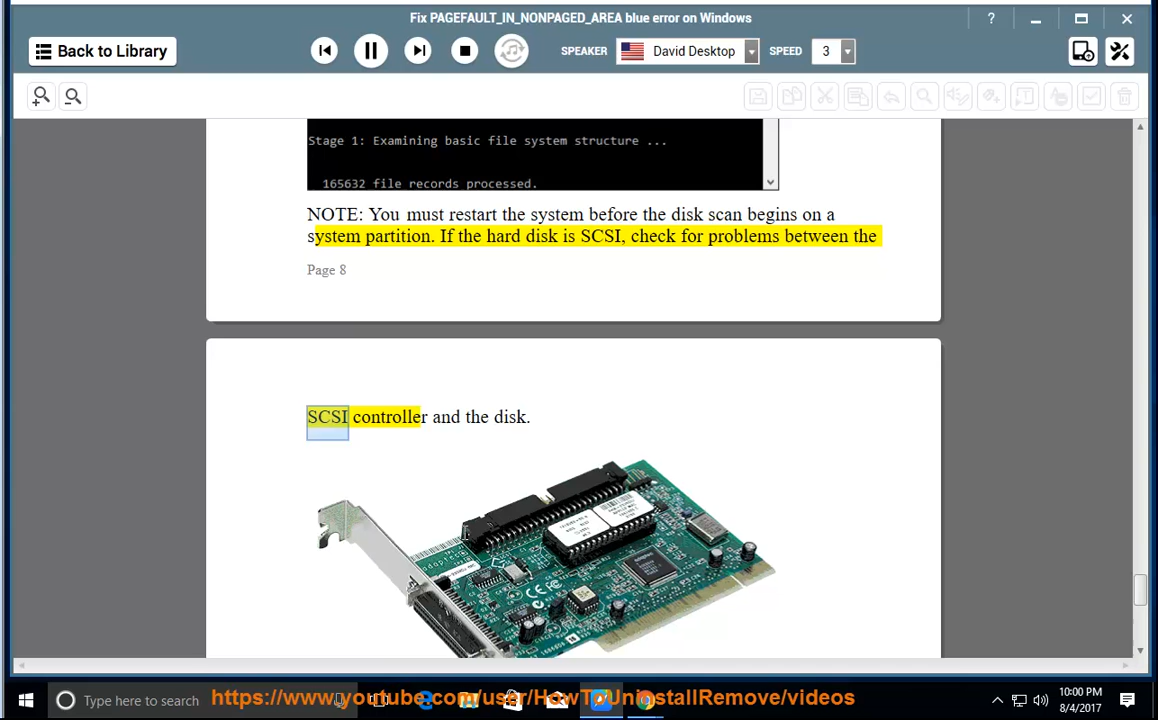 Fix PAGEFAULT_IN_NONPAGED_AREA blue error on Windows
?
Back to Library
SPEAKER
David Desktop
SPEED
3
Stage 1: Examining basic file system structure ...
165632 file records processed.
NOTE: You must restart the system before the disk scan begins on a
system partition. If the hard disk is SCSI, check for problems between the
Page 8
SCSI controller and the disk.
adaptec
CE
Type here to search
https://www.youtube.com/user/HowToUninstallRemove/videos
10:00 PM
8/4/2017